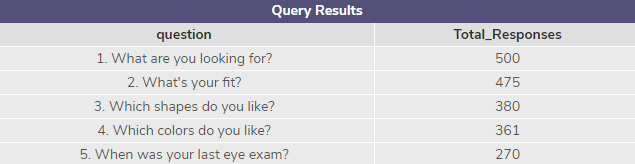 Query Results
question Total_Responses
1. What are you looking for? 500
2. What's your fit? 475
3. Which shapes do you like? 380
4. Which colors do you like? 361
5. When was your last eye exam? 270